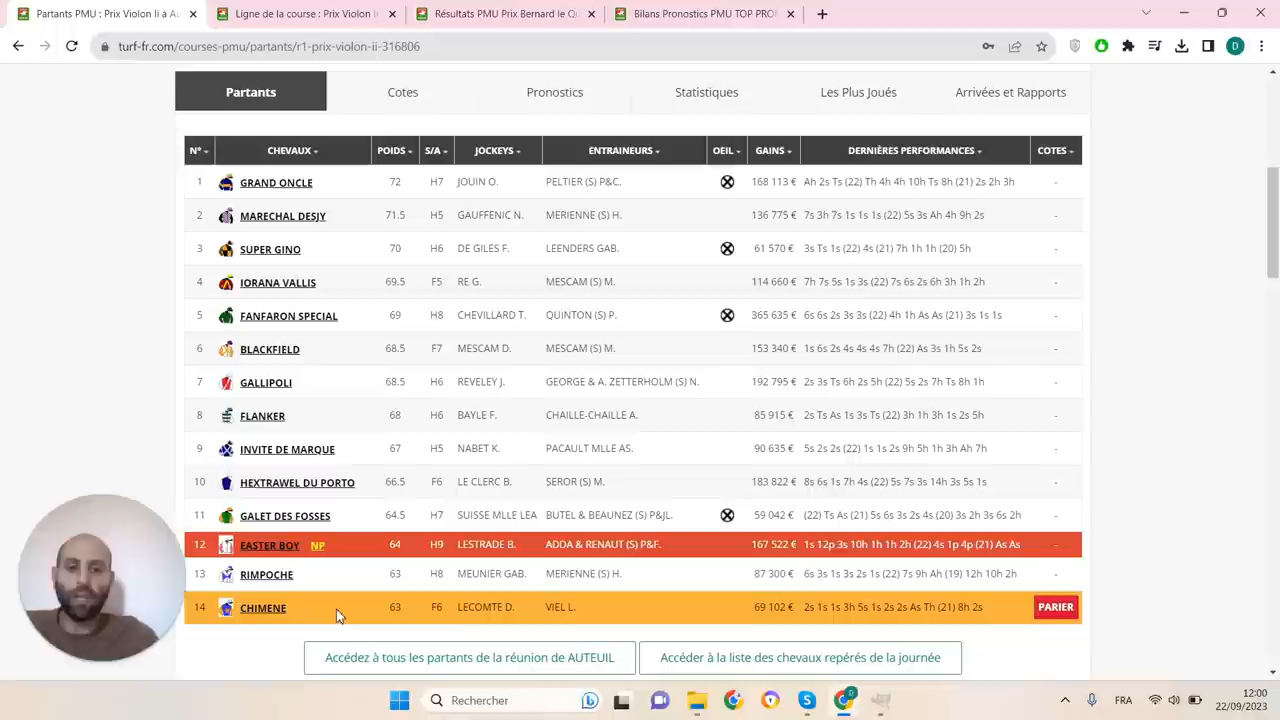 Partants : Prix Violon Ii à Au
Ligne de la course : Prix Violon I
Résultats PMU Prix Bernard le Q
Bilans Pronostics PMU TOP PRO
turf-fr.com/courses-pmu/partants/r1-prix-violon-ii-316806
D
Partants Cotes Pronostics Statistiques Les Plus Joués Arrivées et Rapports
N° CHEVAUX POIDS S/A JOCKEYS ENTRAINEURS OEIL GAINS DERNIÈRES PERFORMANCES COTES
1 GRAND ONCLE 72 H7 JOUIN O. PELTIER (S) P&C. 168 113 € Ah 2s Ts (22) Th 4h 4h 10h Ts 8h (21) 2s 2h 3h -
2 MARECHAL DESJY 71.5 H5 GAUFFENIC N. MERIENNE (S) H. 136 775 € 7s 3h 7s 1s 1s 1s (22) 5s 3s Ah 4h 9h 2s -
3 SUPER GINO 70 H6 DE GILES F. LEENDERS GAB. 61 570 € 3s Ts 1s (22) 4s (21) 7h 1h 1h (20) 5h -
4 IORANA VALLIS 69.5 F5 RE G. MESCAM (S) M. 114 660 € 7h 7s 5s 1s 3s (22) 7s 6s 2s 6h 3h 1h 2h -
5 FANFARON SPECIAL 69 H8 CHEVILLARD T. QUINTON (S) P. 365 635 € 6s 6s 2s 3s 3s (22) 4h 1h As As (21) 3s 1s 1s -
6 BLACKFIELD 68.5 F7 MESCAM D. MESCAM (S) M. 153 340 € 1s 6s 2s 4s 4s 4s 7h (22) As 3s 1h 5s 2s -
7 GALLIPOLI 68.5 H6 REVELEY J. GEORGE & A. ZETTERHOLM (S) N. 192 795 € 2s 3s Ts 6h 2s 5h (22) 5s 2s 7h Ts 8h 1h -
8 FLANKER 68 H6 BAYLE F. CHAILLE-CHAILLE A. 85 915 € 2s Ts As 1s 3s Ts (22) 3h 1h 3h 1s 2s 5h -
9 INVITE DE MARQUE 67 H5 NABET K. PACAULT MLLE AS. 90 635 € 5s 2s 2s (22) 1s 1s 2s 9h 5h 1h 3h Ah 7h -
10 HEXTRAWEL DU PORTO 66.5 F6 LE CLERC B. SEROR (S) M. 183 822 € 8s 6s 1s 7h 4s (22) 5s 7s 3s 14h 3s 5s 1s -
11 GALET DES FOSSES 64.5 H7 SUISSE MLLE LEA BUTEL & BEAUNEZ (S) P&JL. 59 042 € (22) Ts As (21) 5s 6s 3s 2s 4s (20) 3s 2h 3s 6s 2h -
12 EASTER BOY NP 64 H9 LESTRADE B. ADDA & RENAUT (S) P&F. 167 522 € 1s 12p 3s 10h 1h 1h 2h (22) 4s 1p 4p (21) As As -
13 RIMPOCHE 63 H8 MEUNIER GAB. MERIENNE (S) H. 87 300 € 6s 3s 1s 3s 2s 1s (22) 7s 9h Ah (19) 12h 10h 2h -
14 CHIMENE 63 F6 LECOMTE D. VIEL L. 69 102 € 2s 1s 1s 3h 5s 1s 2s 2s As Th (21) 8h 2s PARIER
Accédez à tous les partants de la réunion de AUTEUIL Accéder à la liste des chevaux repérés de la journée
Rechercher
FRA
12:00
22/09/2023